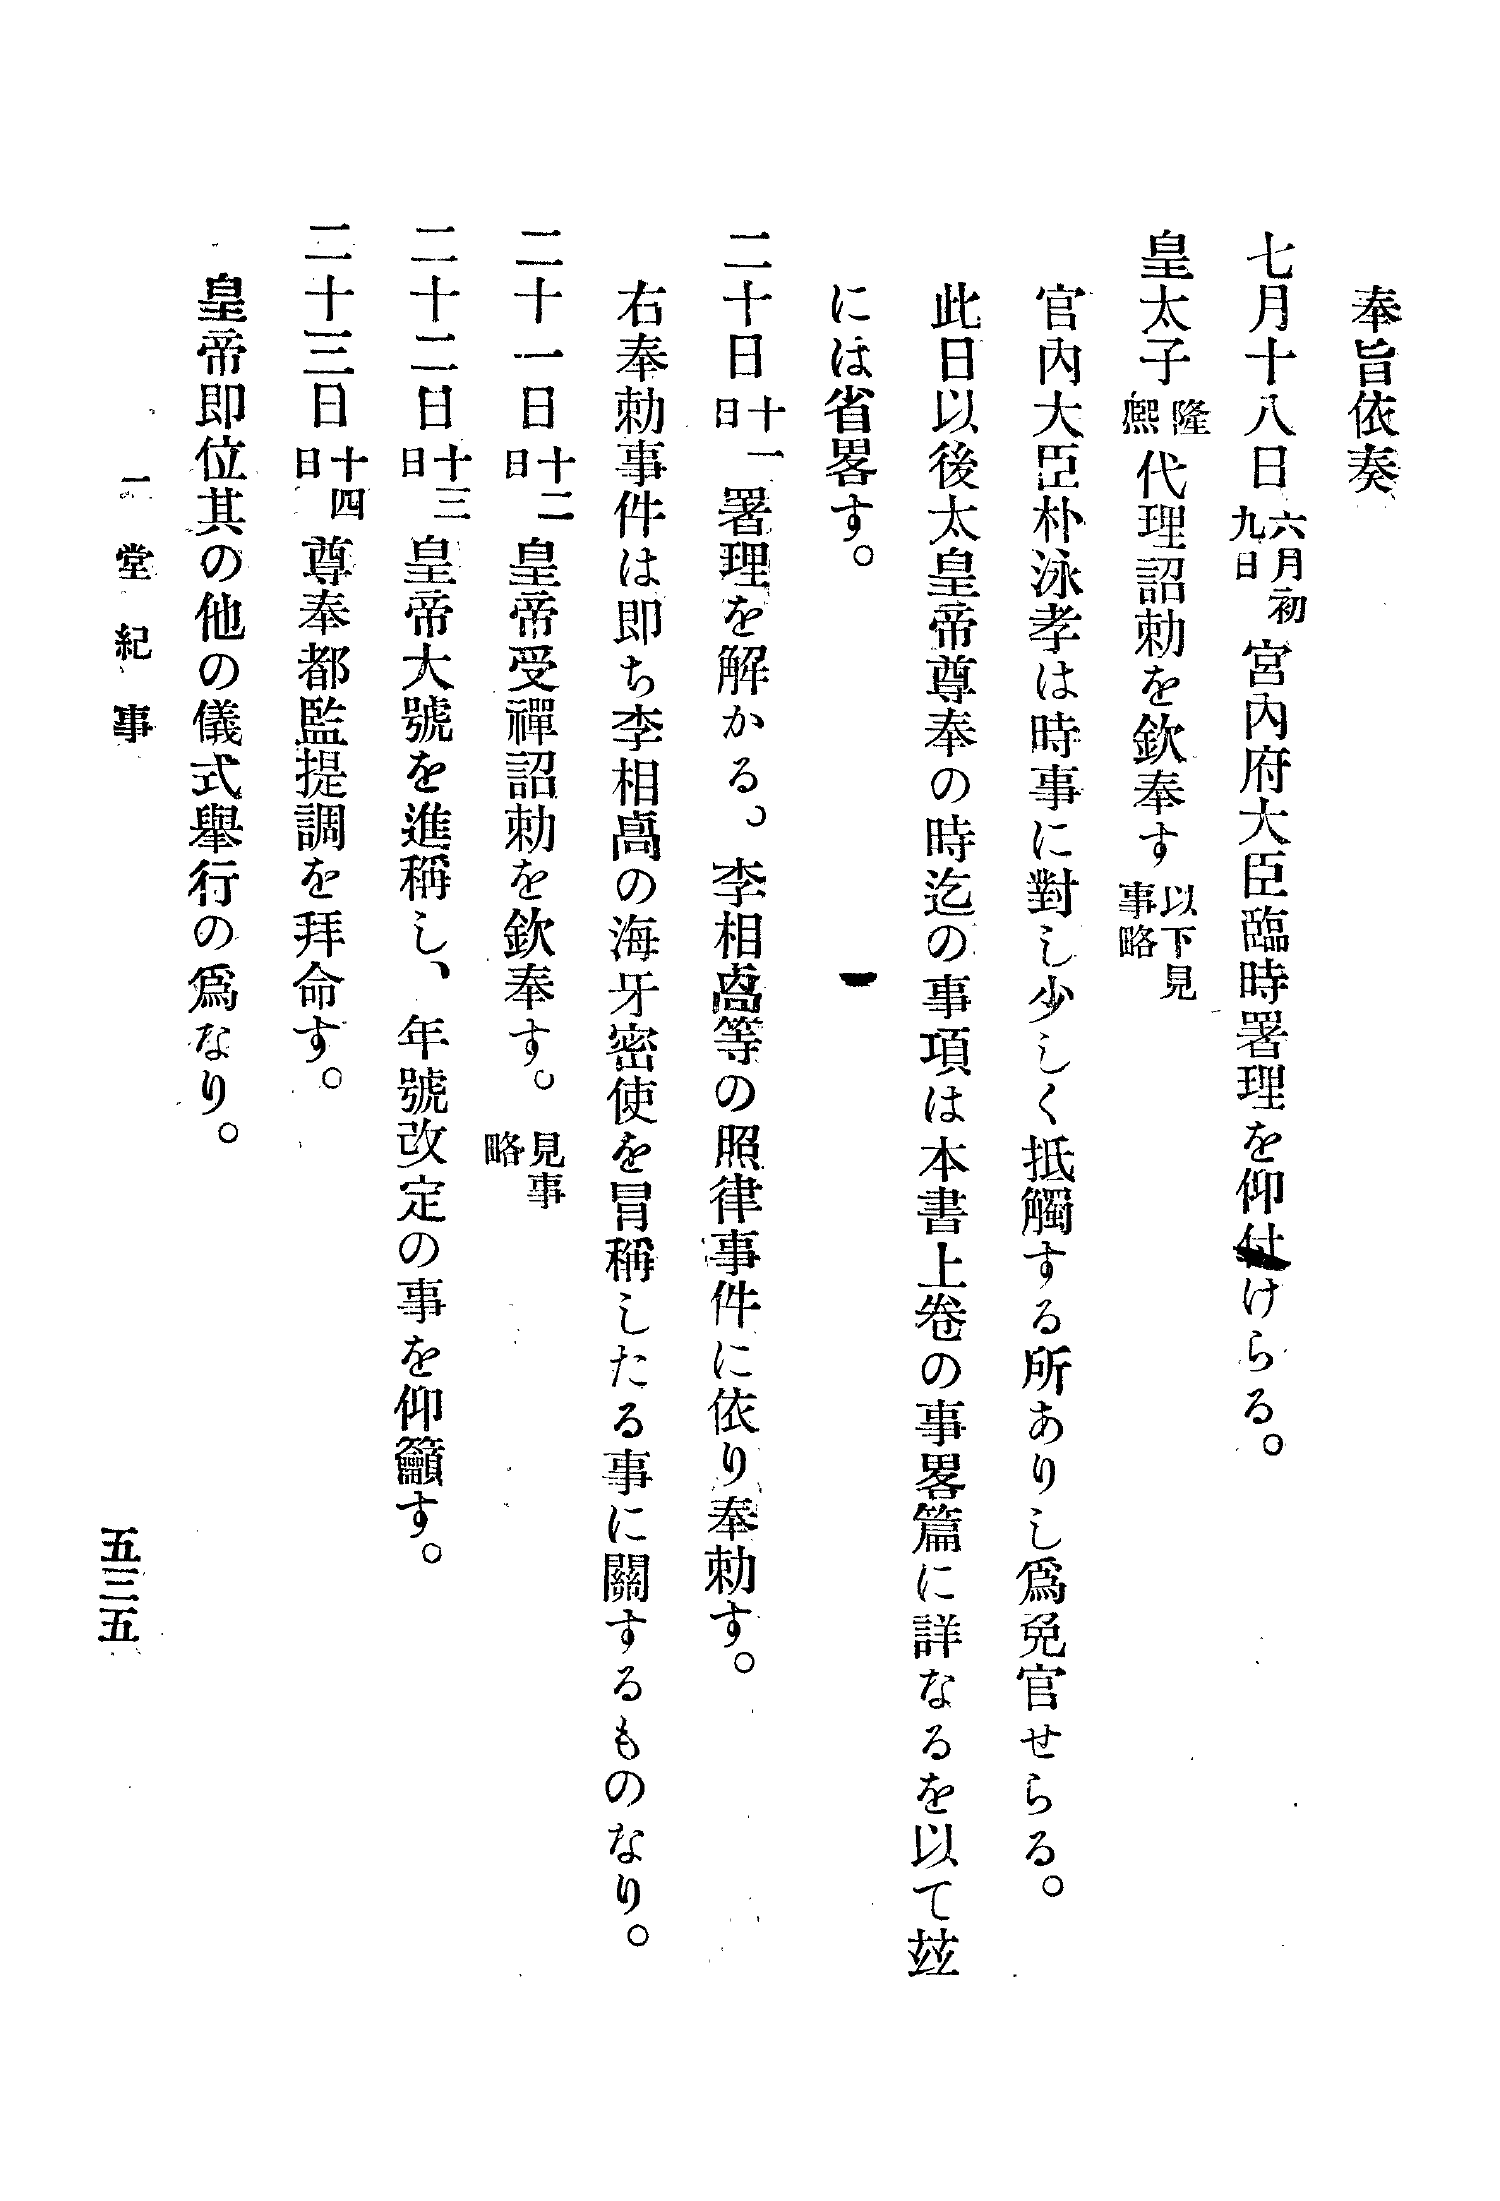 奉旨依奏
七月十八日六月初九日宮內府大臣臨時署理を仰付けらる。
皇太子隆熙代理詔勅を欽奉す以下見事略
宮內大臣朴泳孝は時事に對し少しく抵觸する所ありし爲免官せらる。
此日以後太皇帝尊奉の時迄の事項は本書上卷の事畧篇に詳なるを以て玆
には省畧す。
二十日十一日署理を解かる。李相卨等の照律事件に依り奉勅す。
右奉勅事件は即ち李相卨の海牙密使を冒稱したる事に關するものなり。
二十一日十二日皇帝受禪詔勅を欽奉す。見事略
二十二日十三日皇帝大號を進稱し、年號改定の事を仰籲す。
二十三日十四日尊奉都監提調を拜命す。
皇帝即位其の他の儀式舉行の爲なり。
一堂紀事
五三五